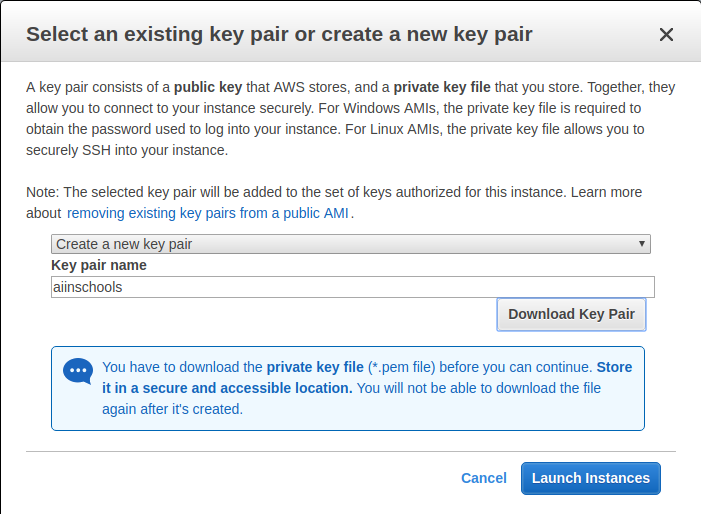 Select an existing key pair or create a new key pair
A key pair consists of a public key that AWS stores, and a private key file that you store. Together, they
allow you to connect to your instance securely. For Windows AMIs, the private key file is required to
obtain the password used to log into your instance. For Linux AMIs, the private key file allows you to
securely SSH into your instance.
Note: The selected key pair will be added to the set of keys authorized for this instance. Learn more
about removing existing key pairs from a public AMI.
Create a new key pair
Key pair name
aiinschools
Download Key Pair
You have to download the private key file (*.pem file) before you can continue. Store
it in a secure and accessible location. You will not be able to download the file
again after it's created.
Cancel Launch Instances